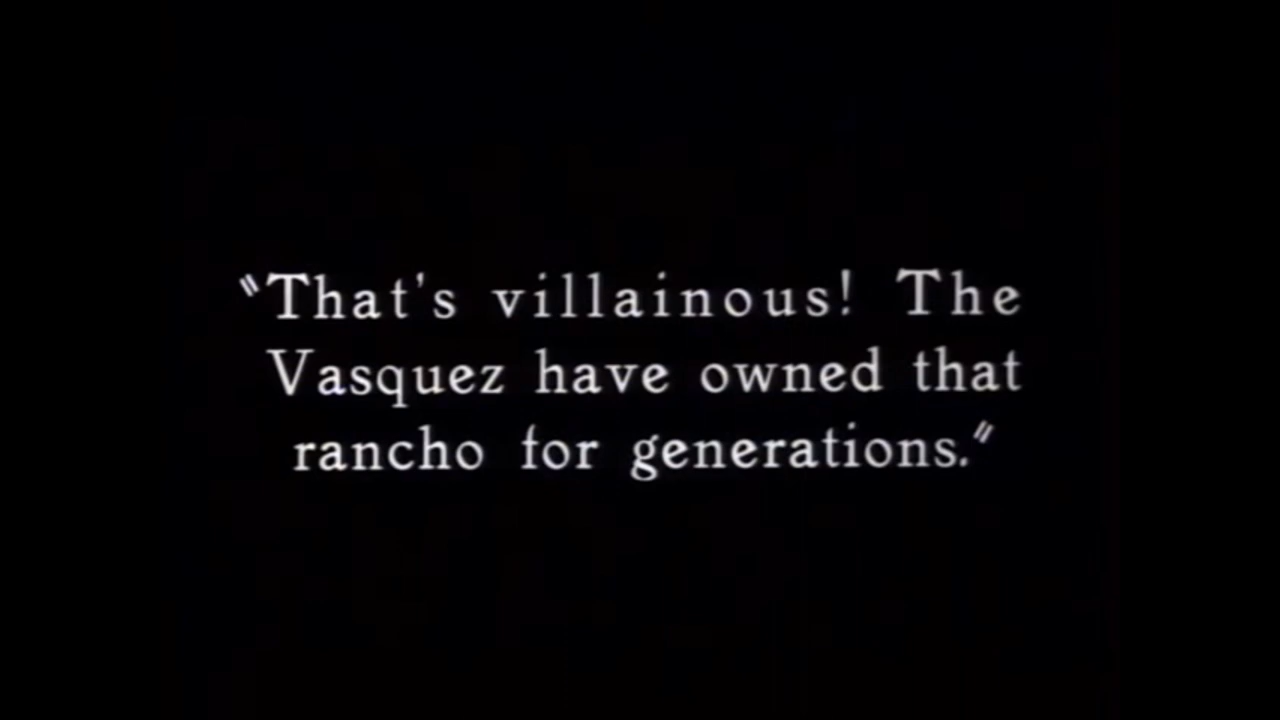 "That's villainous! The
Vasquez have owned that
rancho for generations."